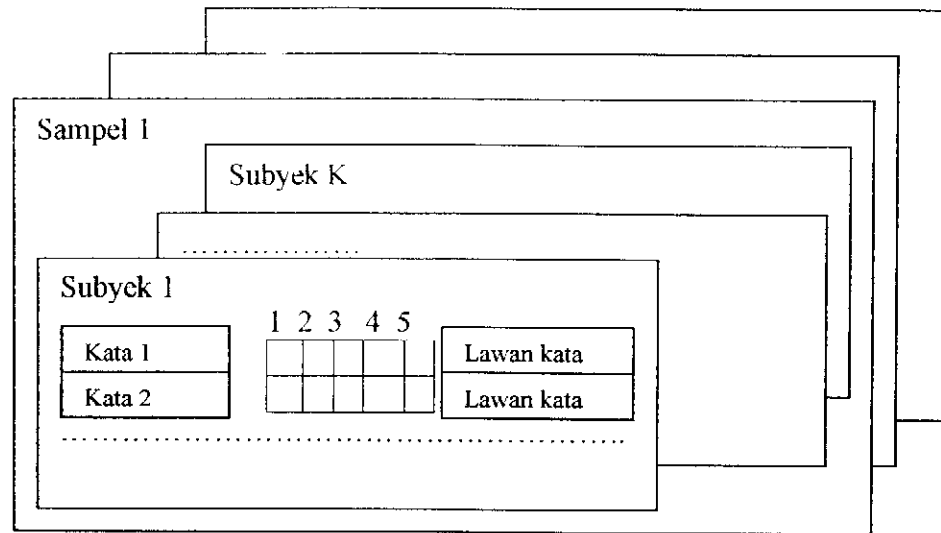 Sampel 1
Subyek K
..................
Subyek 1
1 2 3 4 5
Kata 1 Lawan kata
Kata 2 Lawan kata
..........................................................................